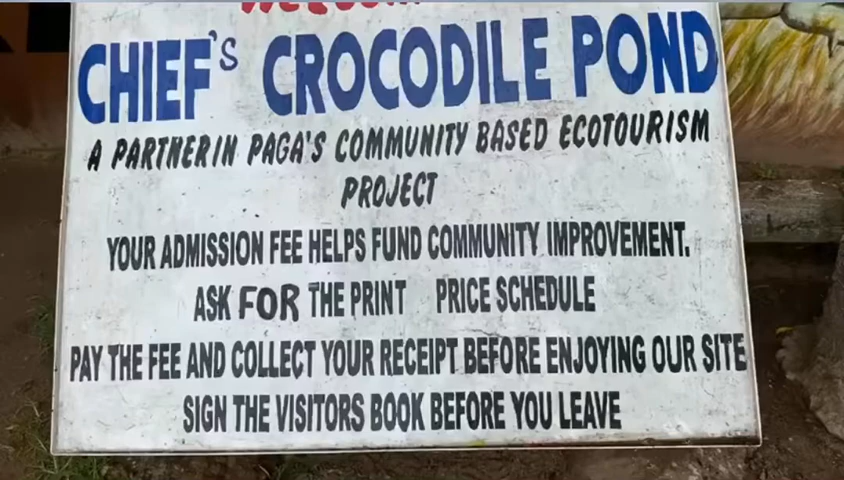 CHIEF's CROCODILE POND
A PARTNERIN PAGA'S COMMUNITY BASED ECOTOURISM
PROJECT
YOUR ADMISSION FEE HELPS FUND COMMUNITY IMPROVEMENT.
ASK FOR THE PRINT PRICE SCHEDULE
PAY THE FEE AND COLLECT YOUR RECEIPT BEFORE ENJOYING OUR SITE
SIGN THE VISITORS BOOK BEFORE YOU LEAVE